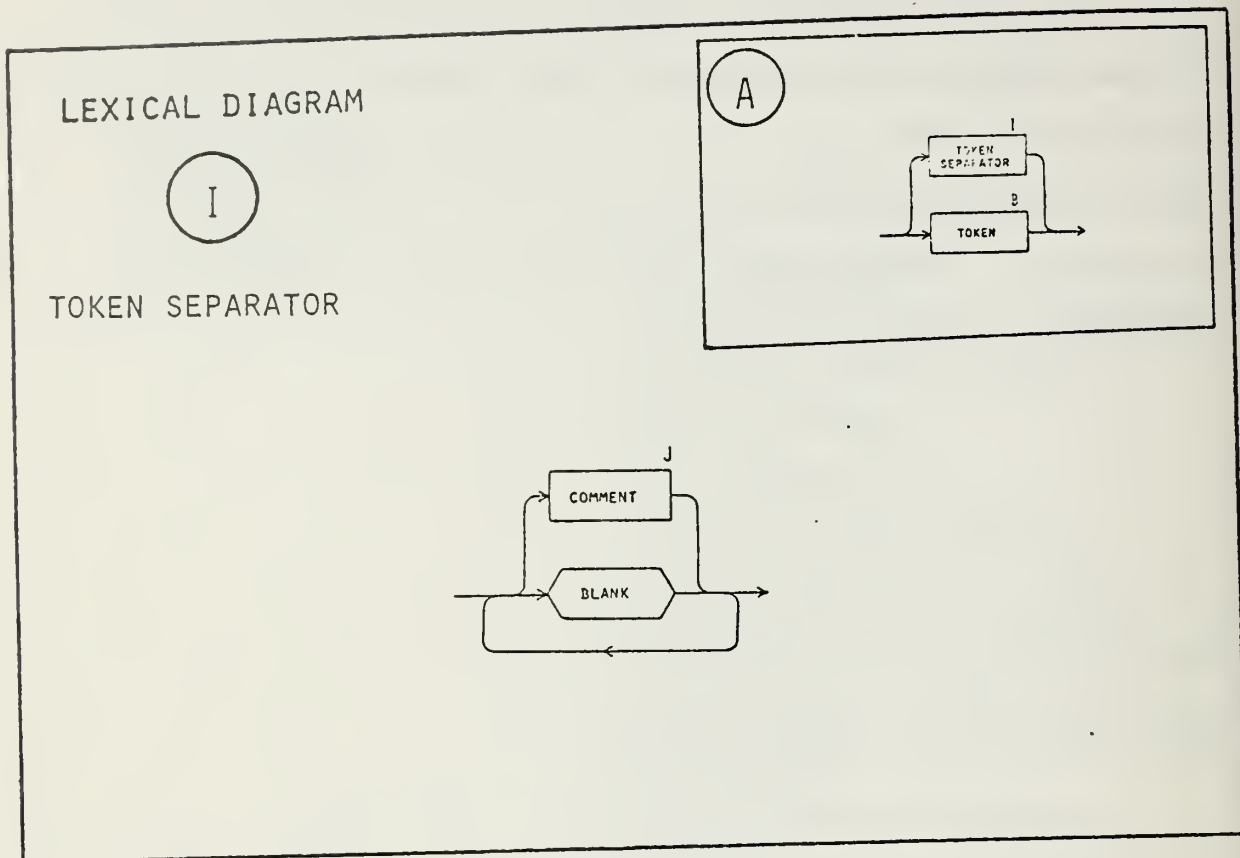 LEXICAL DIAGRAM
I
TOKEN SEPARATOR
A
I
TOKEN
SEPARATOR
B
TOKEN
J
COMMENT
BLANK